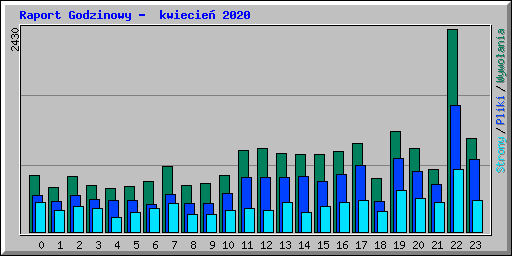 Raport Godzinowy - kwiecień 2020
2430
Strony / Pliki / Wywołania
0 1 2 3 4 5 6 7 8 9 10 11 12 13 14 15 16 17 18 19 20 21 22 23